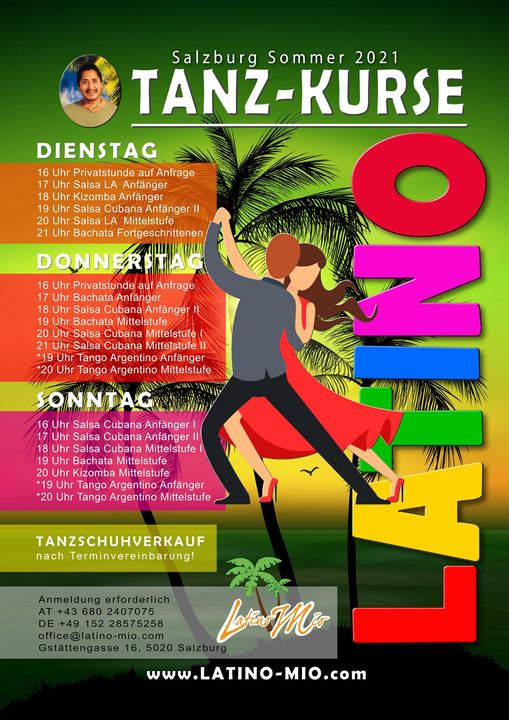 Salzburg Sommer 2021
TANZ-KURSE
LATINO
DIENSTAG
16 Uhr Privatstunde auf Anfrage
17 Uhr Salsa LA Anfänger
18 Uhr Kizomba Anfänger
19 Uhr Salsa Cubana Anfänger II
20 Uhr Salsa LA Mittelstufe
21 Uhr Bachata Fortgeschrittenen
DONNERSTAG
16 Uhr Privatstunde auf Anfrage
17 Uhr Bachata Anfänger
18 Uhr Salsa Cubana Anfänger II
19 Uhr Bachata Mittelstufe
20 Uhr Salsa Cubana Mittelstufe I
21 Uhr Salsa Cubana Mittelstufe II
*19 Uhr Tango Argentino Anfänger
*20 Uhr Tango Argentino Mittelstufe
SONNTAG
16 Uhr Salsa Cubana Anfänger I
17 Uhr Salsa Cubana Anfänger II
18 Uhr Salsa Cubana Mittelstufe I
19 Uhr Bachata Mittelstufe
20 Uhr Kizomba Mittelstufe
*19 Uhr Tango Argentino Anfänger
*20 Uhr Tango Argentino Mittelstufe
TANZSCHUHVERKAUF
nach Terminvereinbarung!
Anmeldung erforderlich
AT +43 680 2407075
DE +49 152 28575258
office@latino-mio.com
Gstättengasse 16, 5020 Salzburg
Latino Mio
www.LATINO-MIO.com